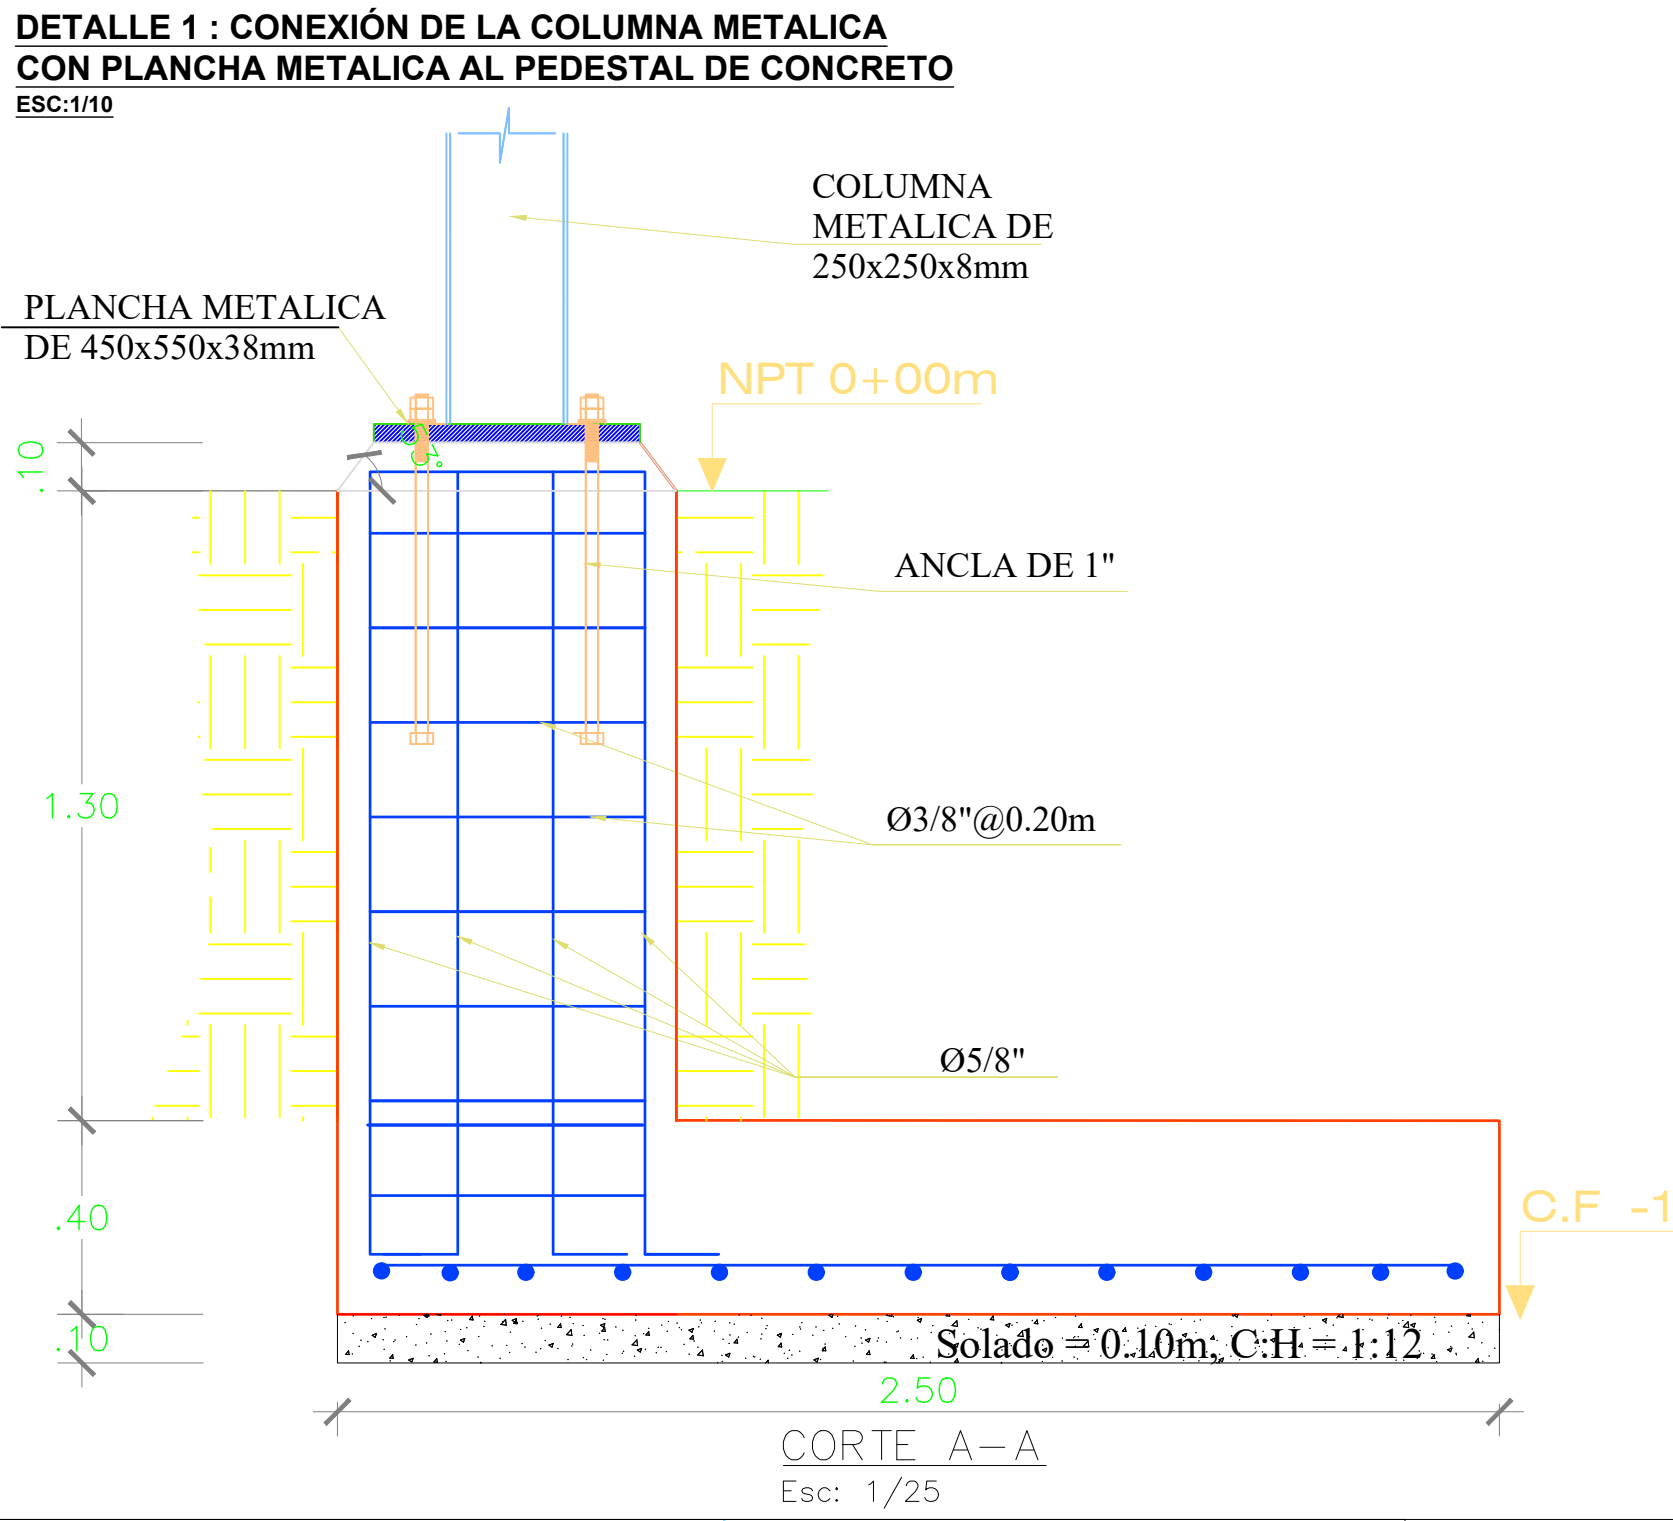 DETALLE 1 : CONEXIÓN DE LA COLUMNA METALICA
CON PLANCHA METALICA AL PEDESTAL DE CONCRETO
ESC:1/10
COLUMNA
METALICA DE
250x250x8mm
PLANCHA METALICA
DE 450x550x38mm
NPT 0+00m
53°
.10
ANCLA DE 1"
1.30
Ø3/8"@0.20m
Ø5/8"
.40
C.F -1
.10
Solado = 0.10m, C:H = 1:12
2.50
CORTE A-A
Esc: 1/25